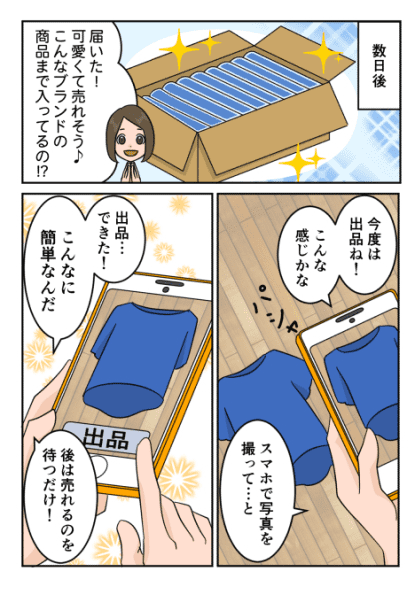 数日後
届いた！
可愛くて売れそう♪
こんなブランドの
商品まで入ってるの!?
今度は
出品ね！
こんな
感じかな
パシャ
スマホで写真を
撮って…と
出品…
できた！
こんなに
簡単なんだ
出品
後は売れるのを
待つだけ！